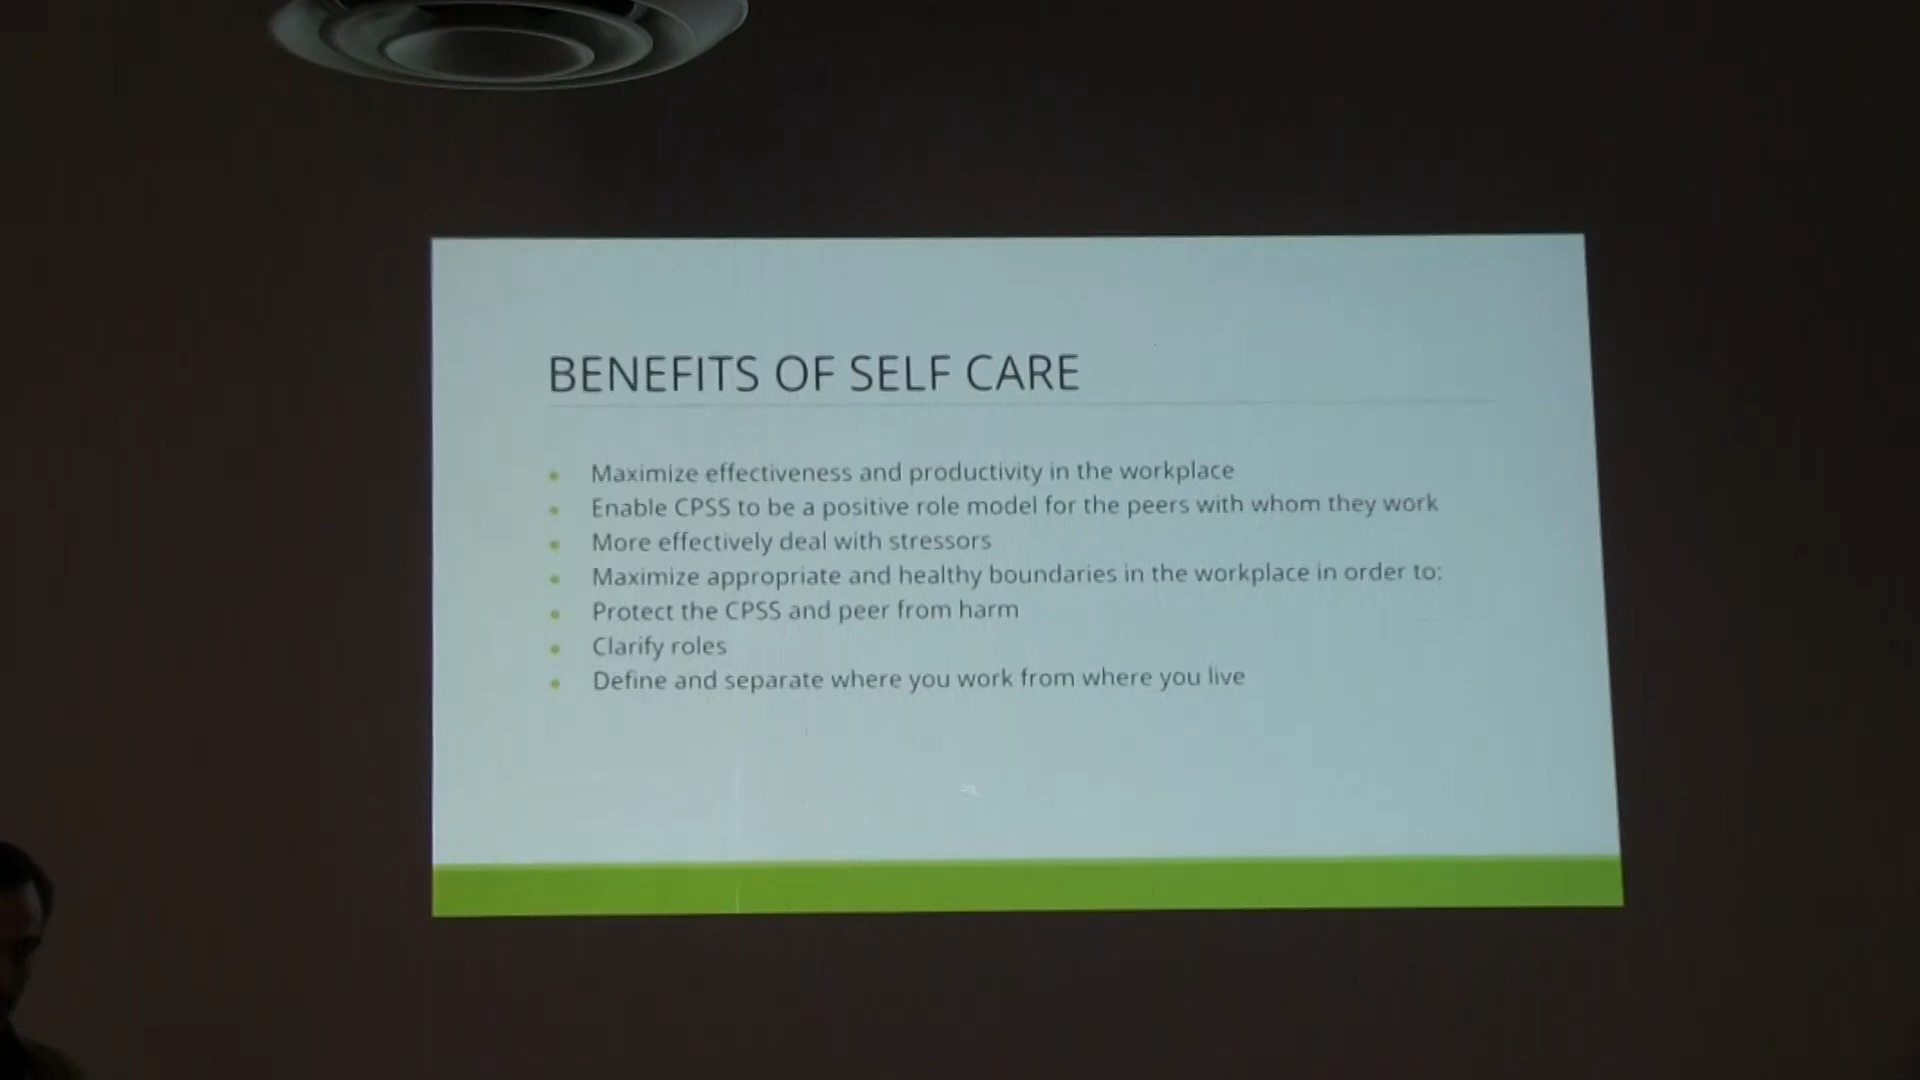 BENEFITS OF SELF CARE
Maximize effectiveness and productivity in the workplace
Enable CPSS to be a positive role model for the peers with whom they work
More effectively deal with stressors
Maximize appropriate and healthy boundaries in the workplace in order to:
Protect the CPSS and peer from harm
Clarify roles
Define and separate where you work from where you live